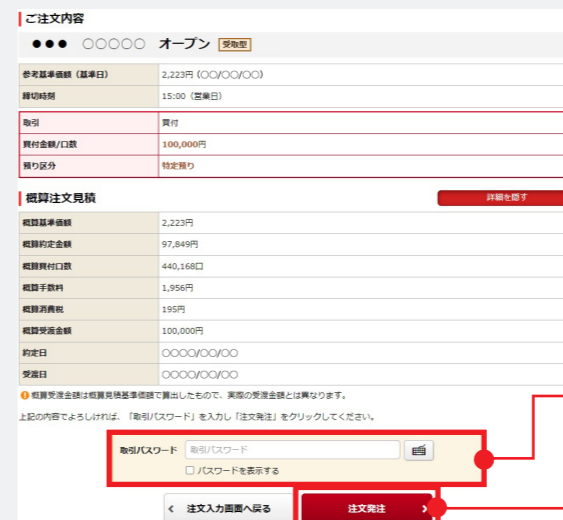 ご注文内容
●●● ○○○○○ オープン 受取型
参考基準価額（基準日） 2,223円 (○○/○○/○○)
締切時刻 15:00（営業日）
取引 買付
買付金額/口数 100,000円
預り区分 特定預り
概算注文見積 詳細を隠す
概算基準価額 2,223円
概算約定金額 97,849円
概算買付口数 440,168口
概算手数料 1,956円
概算消費税 195円
概算受渡金額 100,000円
約定日 ○○○○/○○/○○
受渡日 ○○○○/○○/○○
概算受渡金額は概算見積基準価額で算出したもので、実際の受渡金額とは異なります。
上記の内容でよろしければ、「取引パスワード」を入力し「注文発注」をクリックしてください。
取引パスワード 取引パスワード
パスワードを表示する
< 注文入力画面へ戻る 注文発注 >